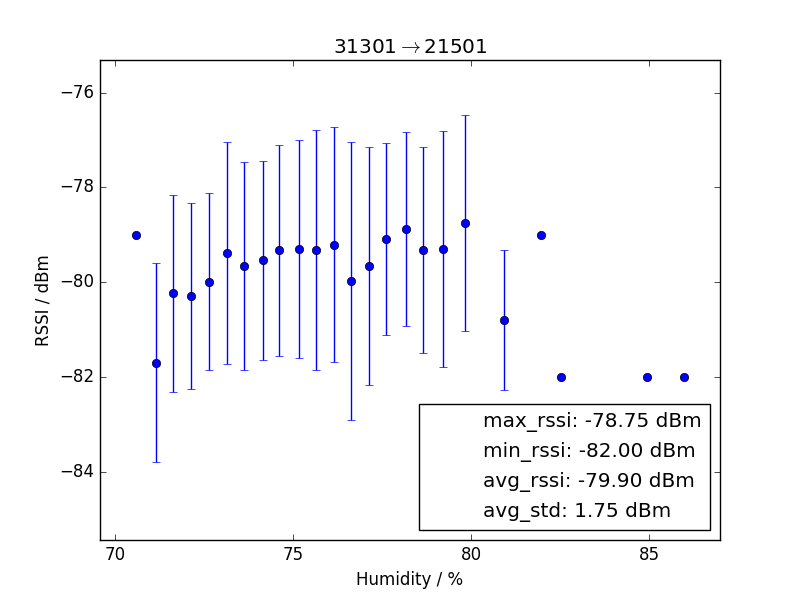 31301→21501
−76
−78
−80
−82
−84
RSSI / dBm
max_rssi: -78.75 dBm
min_rssi: -82.00 dBm
avg_rssi: -79.90 dBm
avg_std: 1.75 dBm
70 75 80 85
Humidity / %